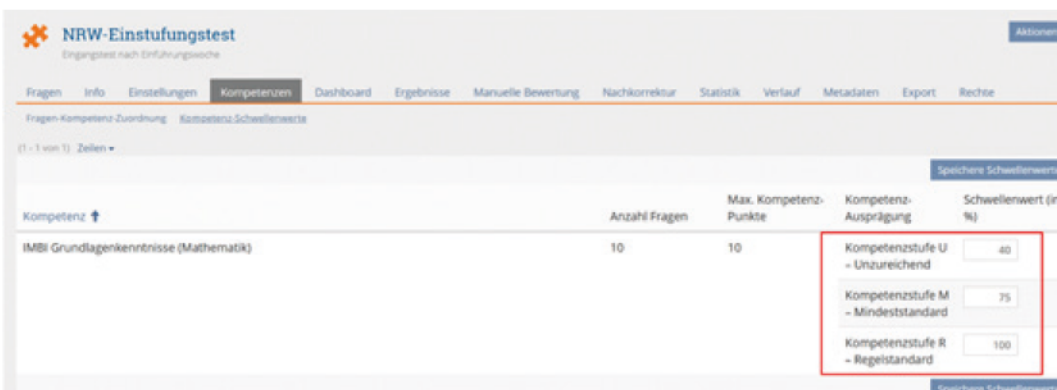 NRW-Einstufungstest
Eingangstest nach Einführungswoche
Aktionen
Fragen Info Einstellungen Kompetenzen Dashboard Ergebnisse Manuelle Bewertung Nachkorrektur Statistik Verlauf Metadaten Export Rechte
Fragen-Kompetenz-Zuordnung Kompetenz-Schwellenwerte
(1 - 1 von 1) Zeilen
Speichere Schwellenwerte
Max. Kompetenz- Kompetenz- Schwellenwert (in
Kompetenz Anzahl Fragen Punkte Ausprägung %)
IMBI Grundlagenkenntnisse (Mathematik) 10 10 Kompetenzstufe U 40
– Unzureichend
Kompetenzstufe M 75
– Mindeststandard
Kompetenzstufe R 100
– Regelstandard
Speichere Schwellenwerte